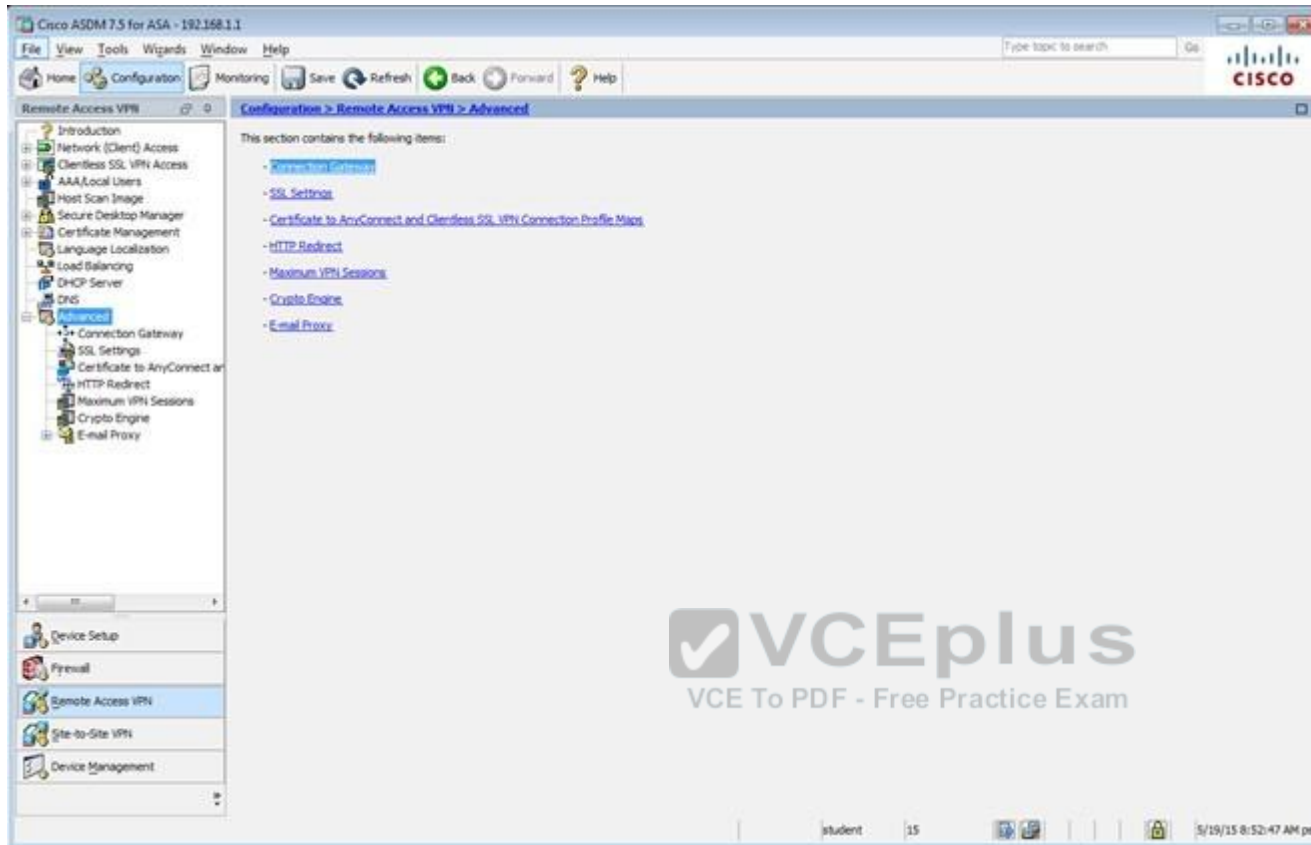 Cisco ASDM 7.5 for ASA - 192.168.1.1
File View Tools Wizards Window Help
Type topic to search Go
CISCO
Home Configuration Monitoring Save Refresh Back Forward Help
Remote Access VPN
Configuration > Remote Access VPN > Advanced
Introduction
Network (Client) Access
Clientless SSL VPN Access
AAA/Local Users
Host Scan Image
Secure Desktop Manager
Certificate Management
Language Localization
Load Balancing
DHCP Server
DNS
Advanced
Connection Gateway
SSL Settings
Certificate to AnyConnect ar
HTTP Redirect
Maximum VPN Sessions
Crypto Engine
E-mail Proxy
This section contains the following items:
- Connection Gateway
- SSL Settings
- Certificate to AnyConnect and Clientless SSL VPN Connection Profile Maps
- HTTP Redirect
- Maximum VPN Sessions
- Crypto Engine
- E-mail Proxy
Device Setup
Firewall
Remote Access VPN
Site-to-Site VPN
Device Management
VCEplus
VCE To PDF - Free Practice Exam
student 15 5/19/15 8:52:47 AM